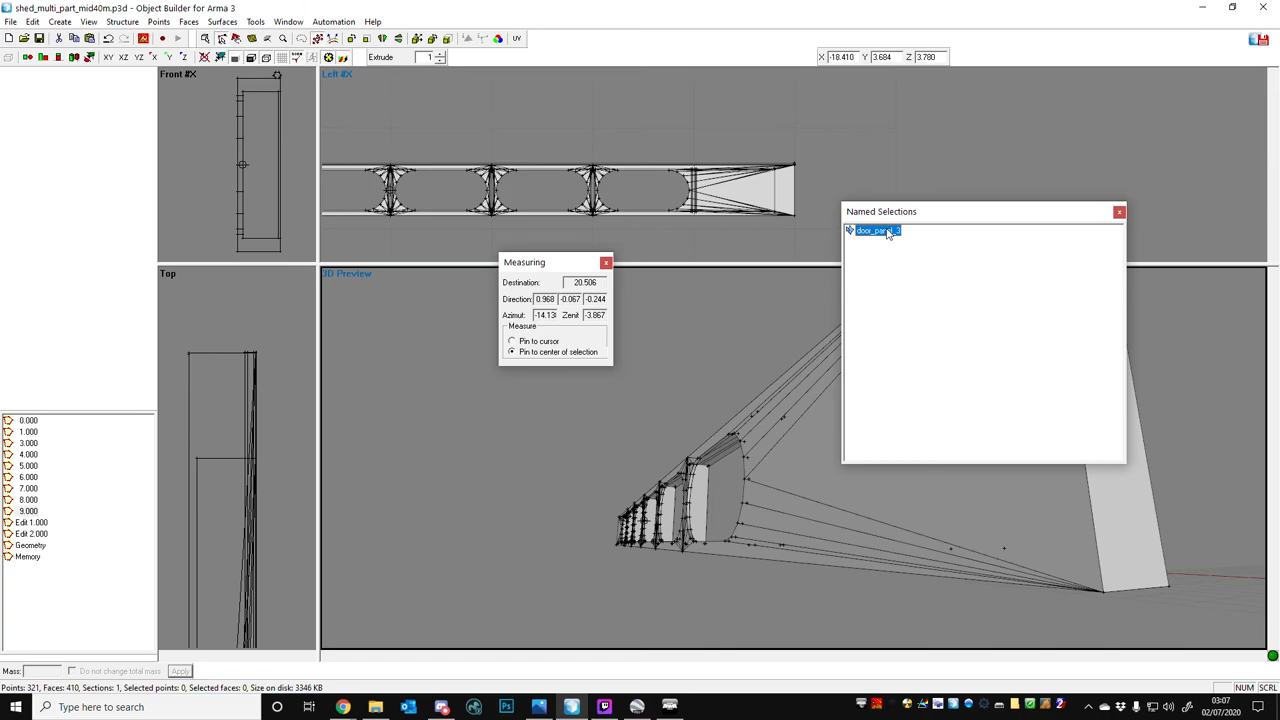 shed_multi_part_mid40m.p3d - Object Builder for Arma 3
File Edit Create View Structure Points Faces Surfaces Tools Window Automation Help
UV
XY XZ
Extrude 1
X -18.410 Y 3.684 Z 3.780
Front #X
Left #X
Named Selections
Measuring
Destination: 20.506
Direction: 0.968 -0.067 -0.244
Azimut: -14.13 Zenit -3.867
Measure
Pin to cursor
Pin to center of selection
Top
3D Preview
0.000
1.000
3.000
4.000
5.000
6.000
7.000
8.000
9.000
Edit 1.000
Edit 2.000
Geometry
Memory
Mass: Do not change total mass Apply
Points: 321, Faces: 410, Sections: 1, Selected points: 0, Selected faces: 0, Size on disk: 3346 KB
NUM SCRL
Type here to search
03:07
02/07/2020